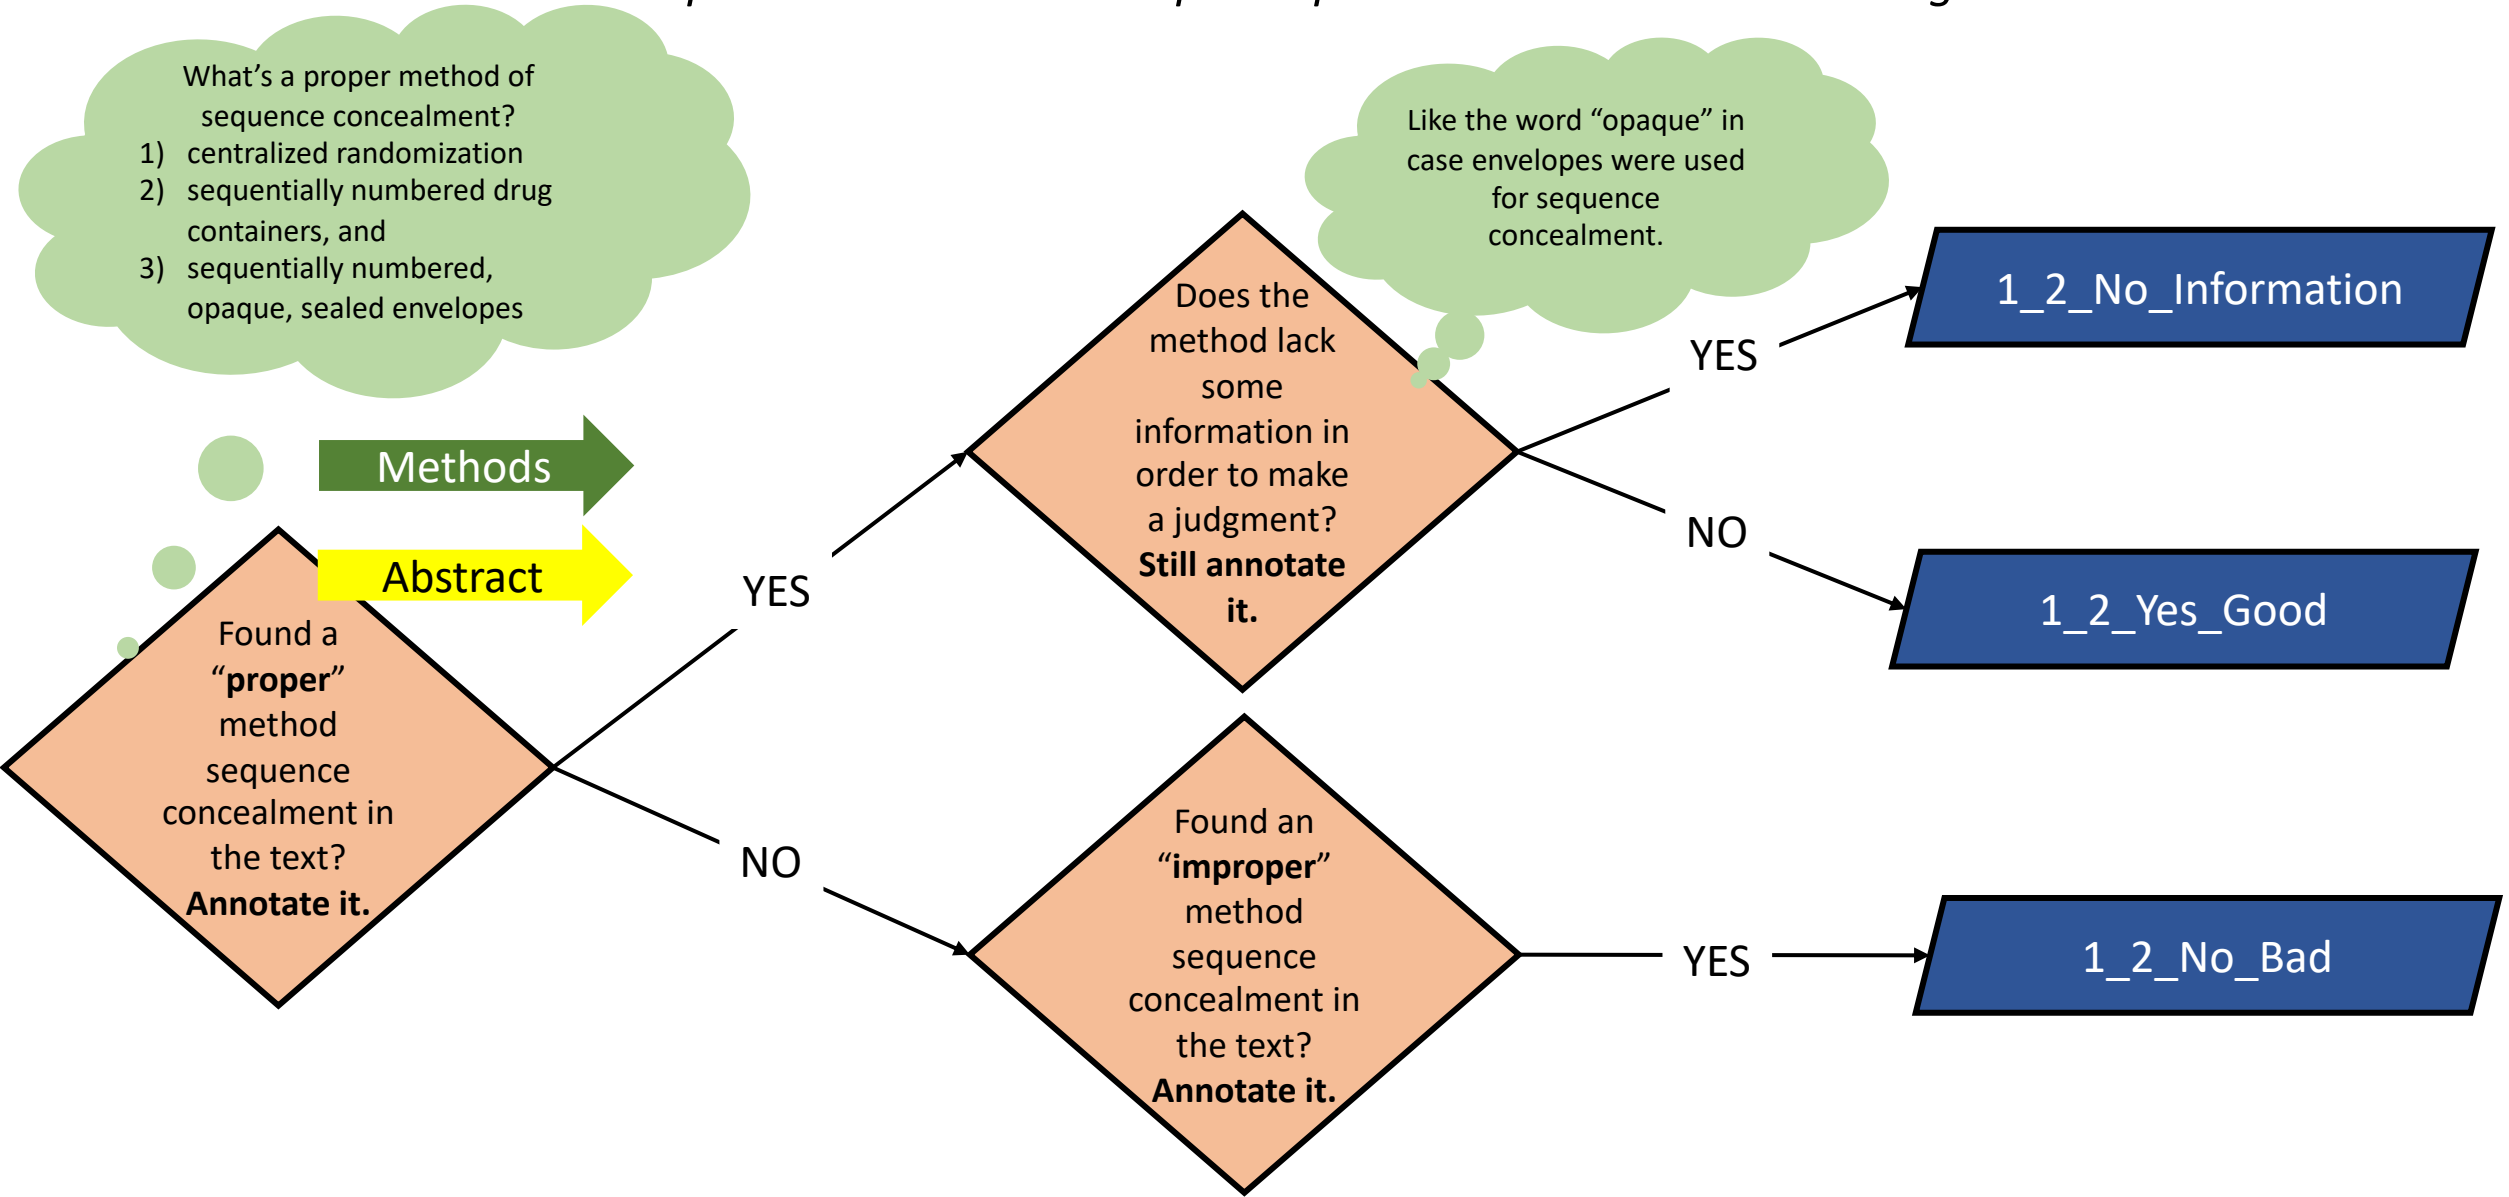 What's a proper method of
sequence concealment?
1) centralized randomization
2) sequentially numbered drug
containers, and
3) sequentially numbered,
opaque, sealed envelopes
Like the word “opaque” in
case envelopes were used
for sequence
concealment.
Methods
Abstract
Found a
“proper”
method
sequence
concealment in
the text?
Annotate it.
YES
NO
Does the
method lack
some
information in
order to make
a judgment?
Still annotate
it.
YES
NO
Found an
“improper”
method
sequence
concealment in
the text?
Annotate it.
YES
1_2_No_Information
1_2_Yes_Good
1_2_No_Bad